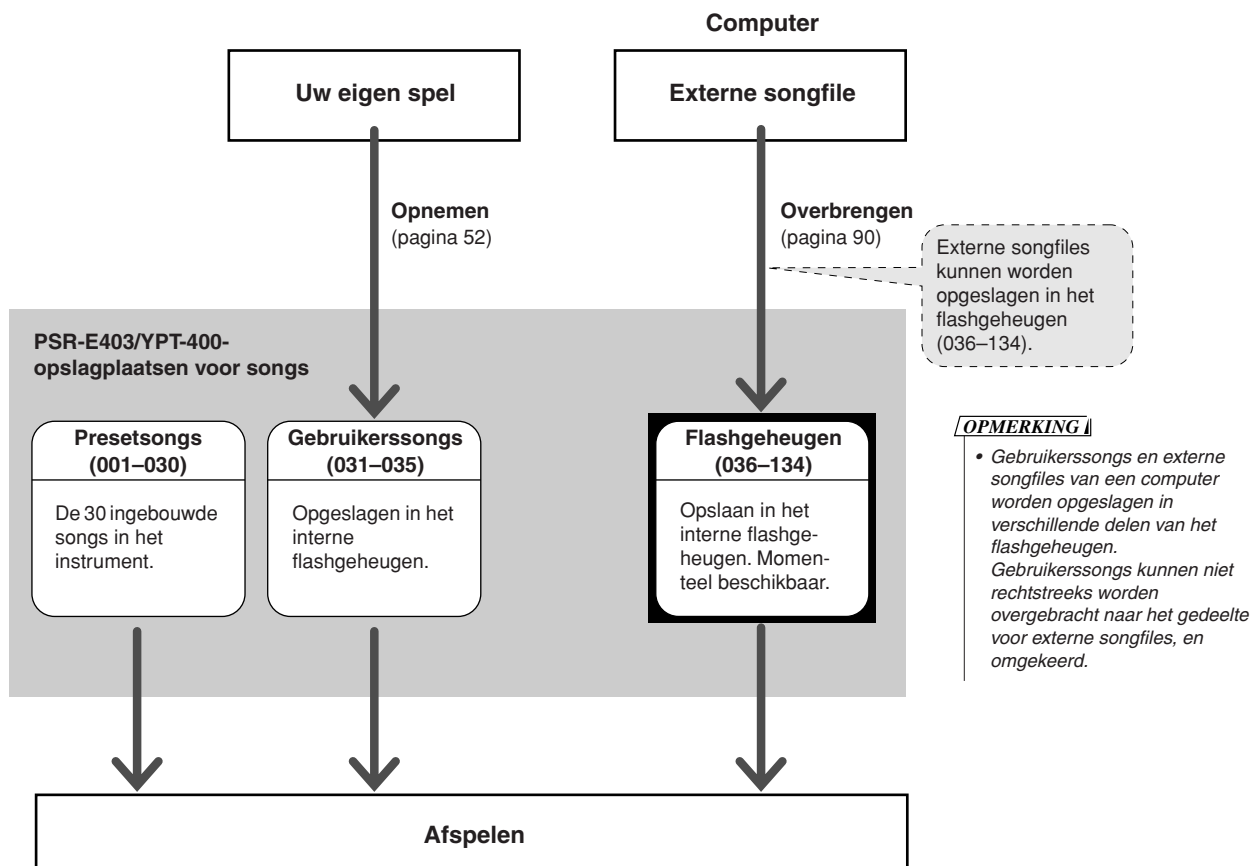 Computer
Uw eigen spel
Externe songfile
Opnemen
(pagina 52)
Overbrengen
(pagina 90)
Externe songfiles
kunnen worden
opgeslagen in het
flashgeheugen
(036–134).
PSR-E403/YPT-400-
opslagplaatsen voor songs
Presetsongs
(001–030)
De 30 ingebouwde
songs in het
instrument.
Gebruikerssongs
(031–035)
Opgeslagen in het
interne
flashgeheugen.
Flashgeheugen
(036–134)
Opslaan in het
interne flashge-
heugen. Momen-
teel beschikbaar.
OPMERKING
• Gebruikerssongs en externe
songfiles van een computer
worden opgeslagen in
verschillende delen van het
flashgeheugen.
Gebruikerssongs kunnen niet
rechtstreeks worden
overgebracht naar het gedeelte
voor externe songfiles, en
omgekeerd.
Afspelen